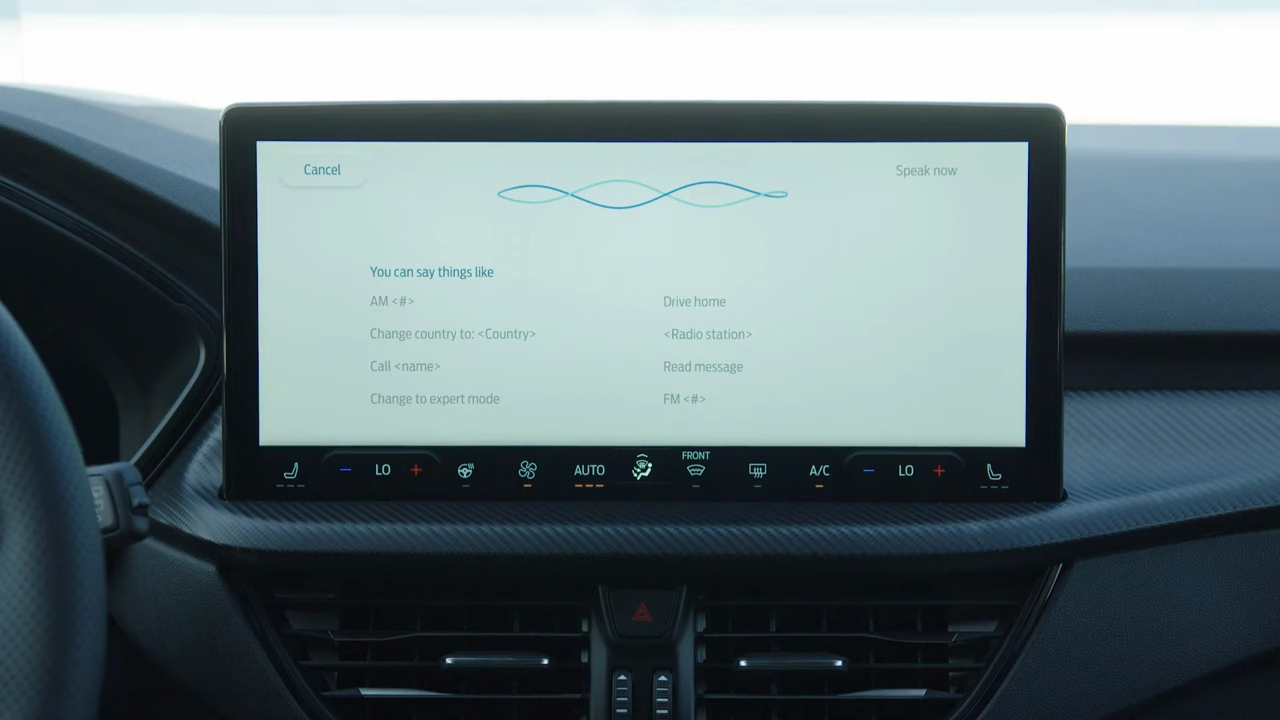 Cancel
Speak now
You can say things like
AM <#>
Drive home
Change country to: <Country>
<Radio station>
Call <name>
Read message
Change to expert mode
FM <#>
FRONT
− LO + AUTO A/C − LO +